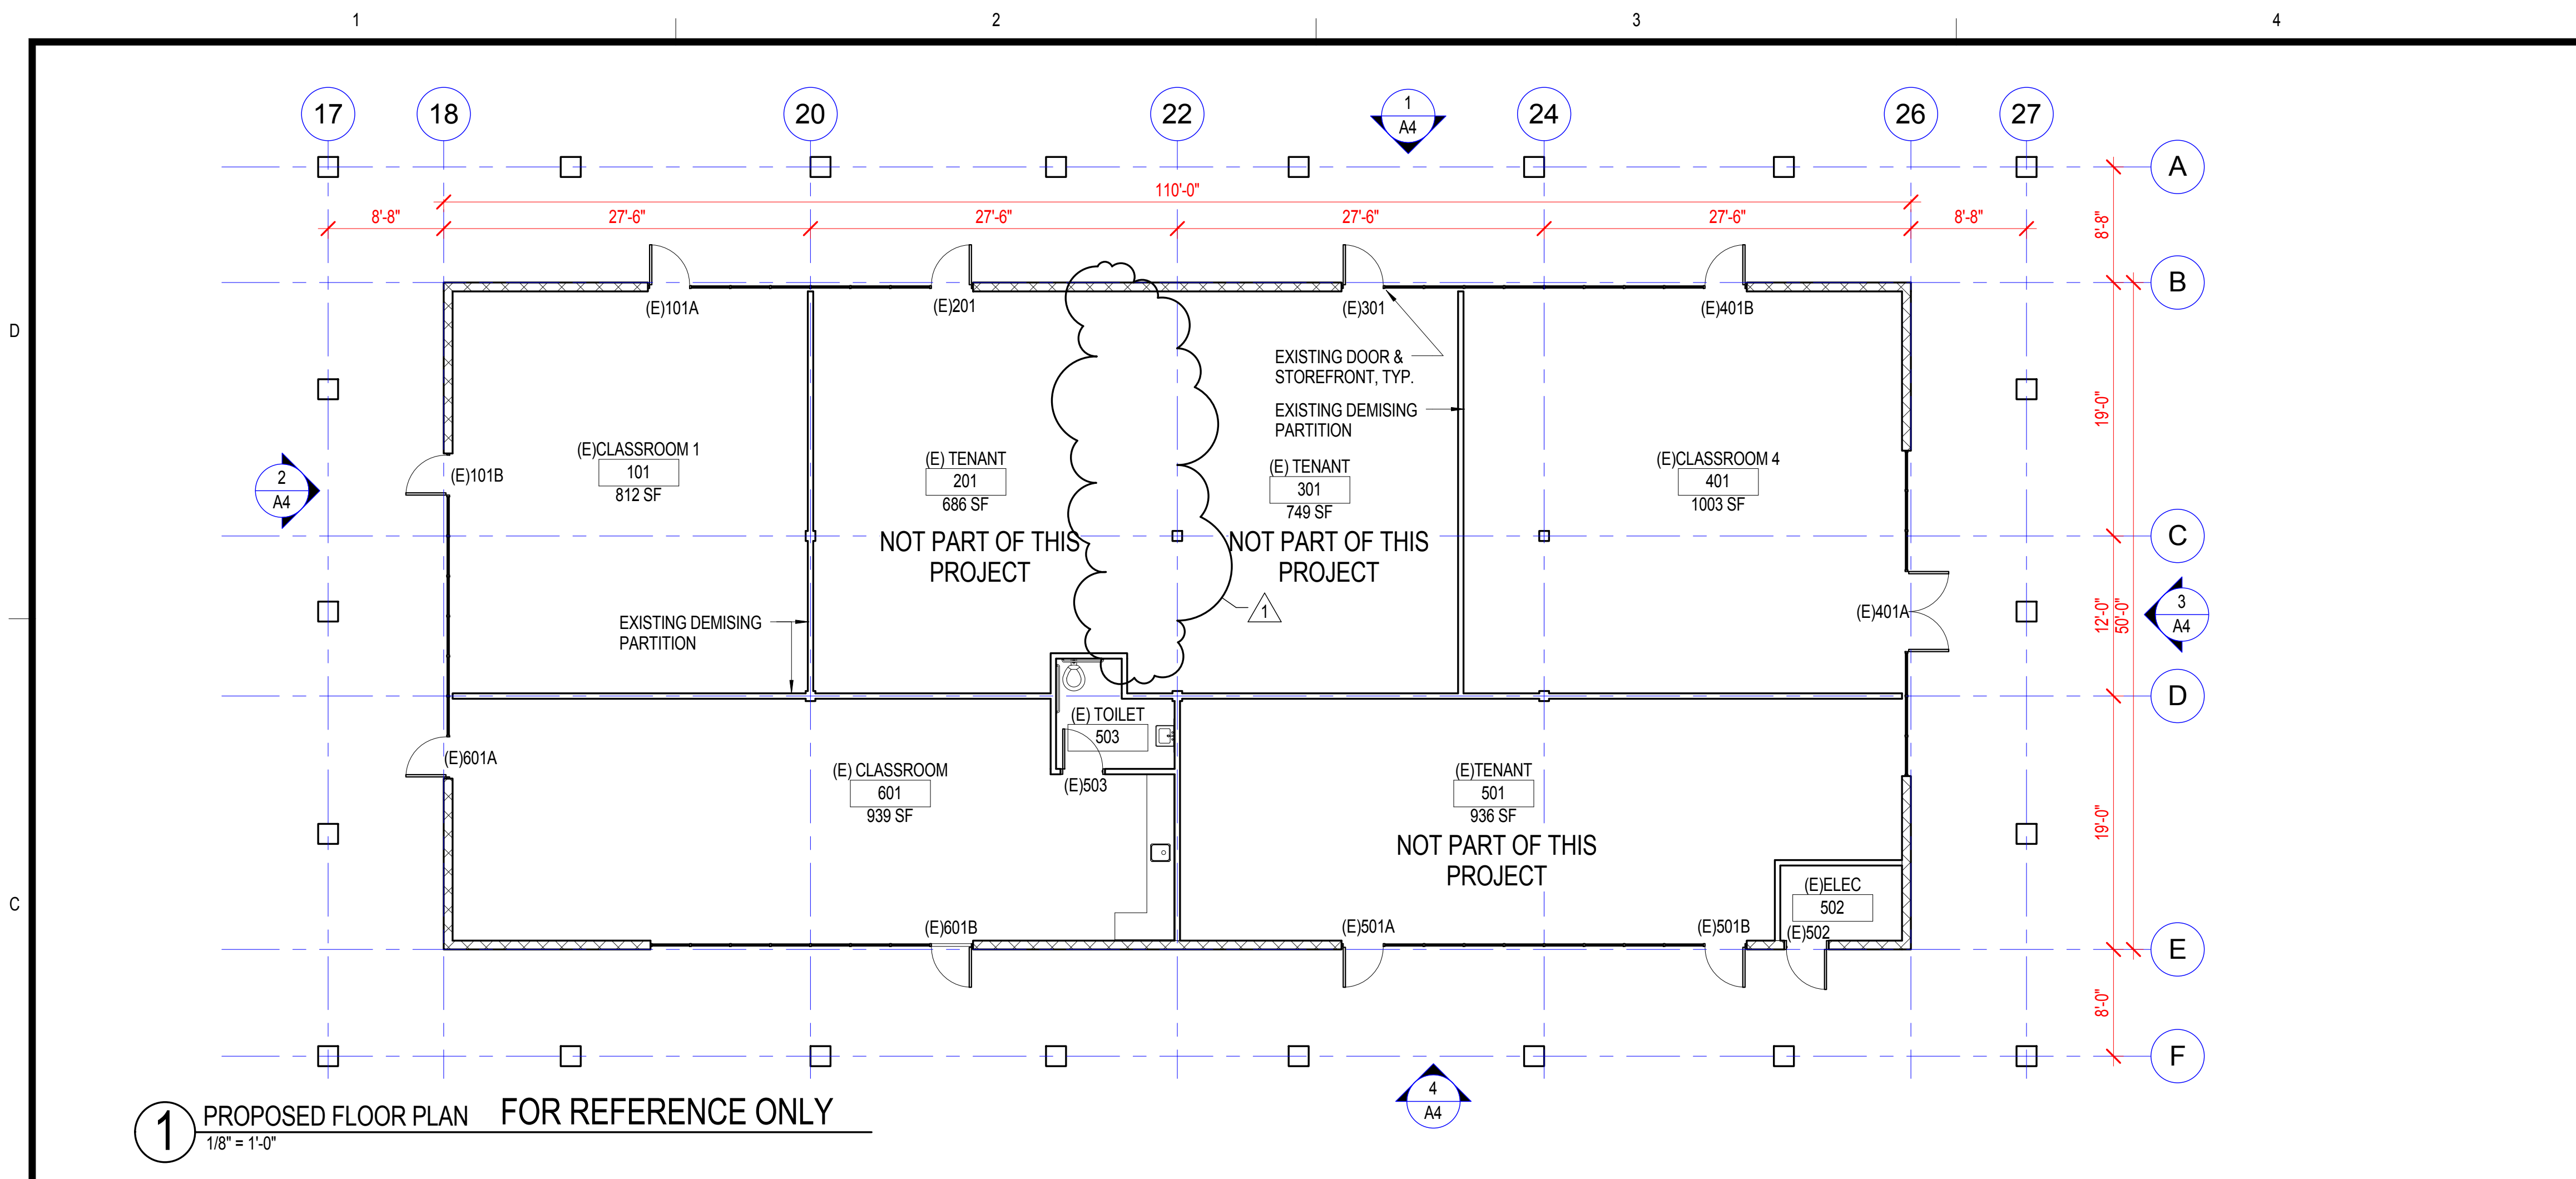 1 2 3 4
17 18 20 22 24 26 27
1
A4
A
110'-0"
8'-8" 27'-6" 27'-6" 27'-6" 27'-6" 8'-8"
8'-8"
B
(E)101A (E)201 (E)301 (E)401B
D
EXISTING DOOR &
STOREFRONT, TYP.
EXISTING DEMISING
PARTITION
19'-0"
(E)CLASSROOM 1
101
812 SF
(E) TENANT
201
686 SF
NOT PART OF THIS
PROJECT
(E) TENANT
301
749 SF
NOT PART OF THIS
PROJECT
(E)CLASSROOM 4
401
1003 SF
(E)101B
2
A4
C
12'-0"
50'-0"
3
A4
(E)401A
1
EXISTING DEMISING
PARTITION
D
(E) TOILET
503
(E)503
(E)601A
(E) CLASSROOM
601
939 SF
(E)TENANT
501
936 SF
NOT PART OF THIS
PROJECT
19'-0"
(E)ELEC
502
C
(E)601B (E)501A (E)501B (E)502
E
8'-0"
F
4
A4
1 PROPOSED FLOOR PLAN FOR REFERENCE ONLY
1/8" = 1'-0"